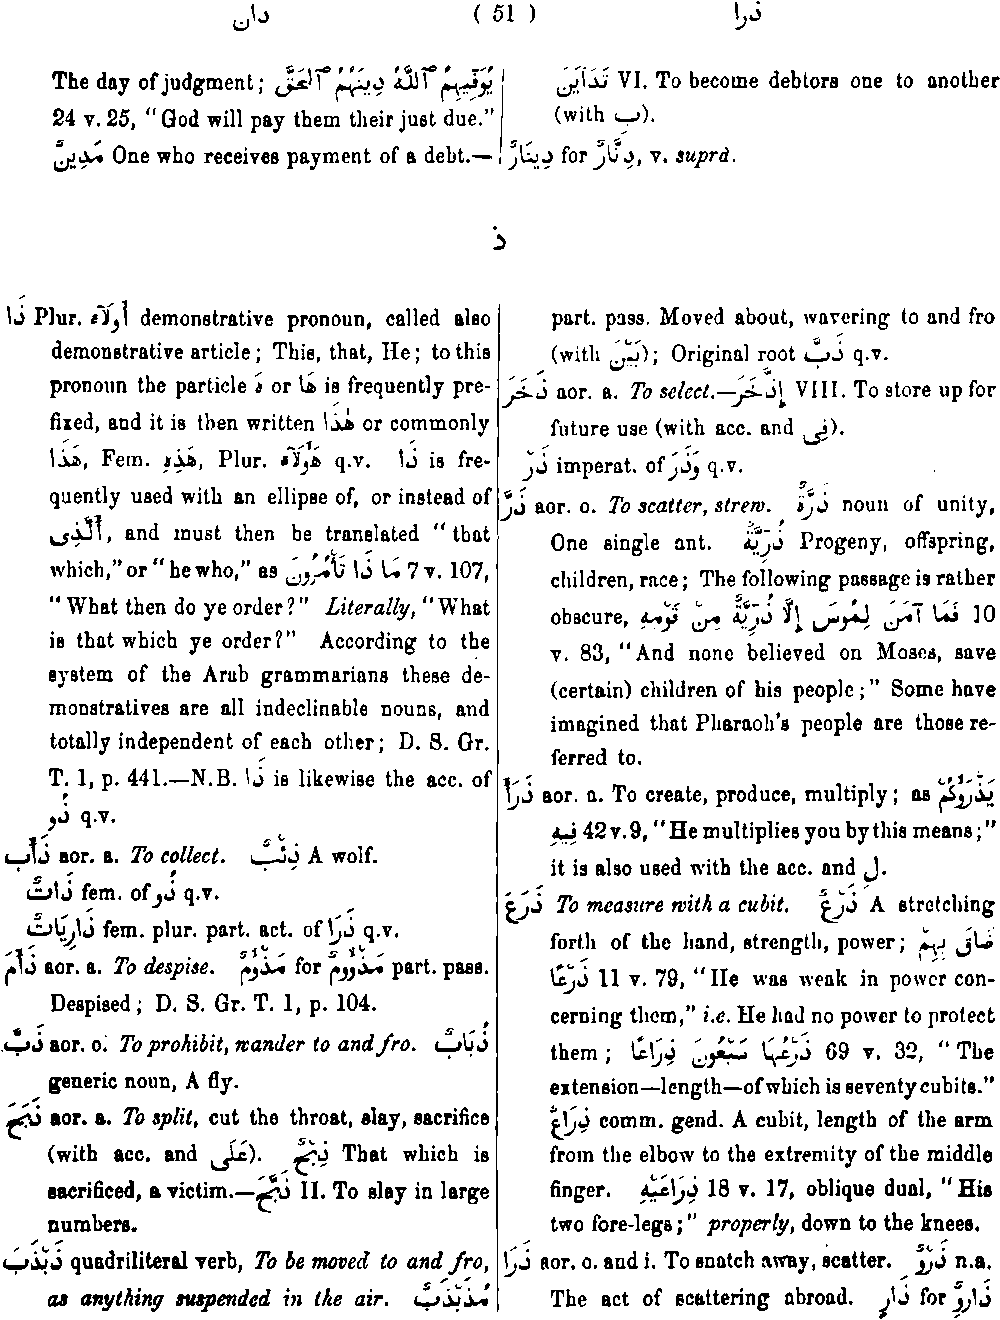 دان ( 51 ) ذرا
The day of judgment; يُوَفِّيهِمُ ٱللَّهُ دِينَهُمُ ٱلْحَقَّ
24 v. 25, “God will pay them their just due.”
مَدِينٌ One who receives payment of a debt.—
تَدَايَنَ VI. To become debtors one to another
(with ب).
دِينَارٌ for دِنَّارٌ, v. suprà.
ذ
ذَا Plur. أُولَآءِ demonstrative pronoun, called also
demonstrative article; This, that, He; to this
pronoun the particle هَ or هَا is frequently pre-
fixed, and it is then written هٰذَا or commonly
هَذَا, Fem. هَذِهِ, Plur. هَؤُلَآءِ q.v. ذَا is fre-
quently used with an ellipse of, or instead of
ٱلَّذِى, and must then be translated “that
which,” or “he who,” as مَا ذَا تَأْمُرُونَ 7 v. 107,
“What then do ye order?” Literally, “What
is that which ye order?” According to the
system of the Arab grammarians these de-
monstratives are all indeclinable nouns, and
totally independent of each other; D. S. Gr.
T. 1, p. 441.—N.B. ذَا is likewise the acc. of
ذُو q.v.
ذَأَبَ aor. a. To collect. ذِئْبٌ A wolf.
ذَاتٌ fem. of ذُو q.v.
ذَارِيَاتٌ fem. plur. part. act. of ذَرَا q.v.
ذَأَمَ aor. a. To despise. مَذْؤُمٌ for مَذْوُومٌ part. pass.
Despised; D. S. Gr. T. 1, p. 104.
ذَبَّ aor. o. To prohibit, wander to and fro. ذُبَابٌ
generic noun, A fly.
ذَبَحَ aor. a. To split, cut the throat, slay, sacrifice
(with acc. and عَلَى). ذِبْحٌ That which is
sacrificed, a victim.—ذَبَّحَ II. To slay in large
numbers.
ذَبْذَبَ quadriliteral verb, To be moved to and fro,
as anything suspended in the air. مُذَبْذَبٌ
part. pass. Moved about, wavering to and fro
(with بَيْنَ); Original root ذَبَّ q.v.
ذَخَرَ aor. a. To select.—إِدَّخَرَ VIII. To store up for
future use (with acc. and فِى).
ذَرْ imperat. of وَذَرَ q.v.
ذَرَّ aor. o. To scatter, strew. ذَرَّةٌ noun of unity,
One single ant. ذُرِّيَّةٌ Progeny, offspring,
children, race; The following passage is rather
obscure, فَمَا آمَنَ لِمُوسَى إِلَّا ذُرِّيَّةٌ مِنْ قَوْمِهِ 10
v. 83, “And none believed on Moses, save
(certain) children of his people;” Some have
imagined that Pharaoh's people are those re-
ferred to.
ذَرَأَ aor. a. To create, produce, multiply; as يَذْرَؤُكُمْ
فِيهِ 42 v. 9, “He multiplies you by this means;”
it is also used with the acc. and ل.
ذَرَعَ To measure with a cubit. ذَرْعٌ A stretching
forth of the hand, strength, power; ضَاقَ بِهِمْ
ذَرْعًا 11 v. 79, “He was weak in power con-
cerning them,” i.e. He had no power to protect
them; ذَرْعُهَا سَبْعُونَ ذِرَاعًا 69 v. 32, “The
extension—length—of which is seventy cubits.”
ذِرَاعٌ comm. gend. A cubit, length of the arm
from the elbow to the extremity of the middle
finger. ذِرَاعَيْهِ 18 v. 17, oblique dual, “His
two fore-legs;” properly, down to the knees.
ذَرَا aor. o. and i. To snatch away, scatter. ذَرْوٌ n.a.
The act of scattering abroad. ذَارٍ for ذَارِوٌ